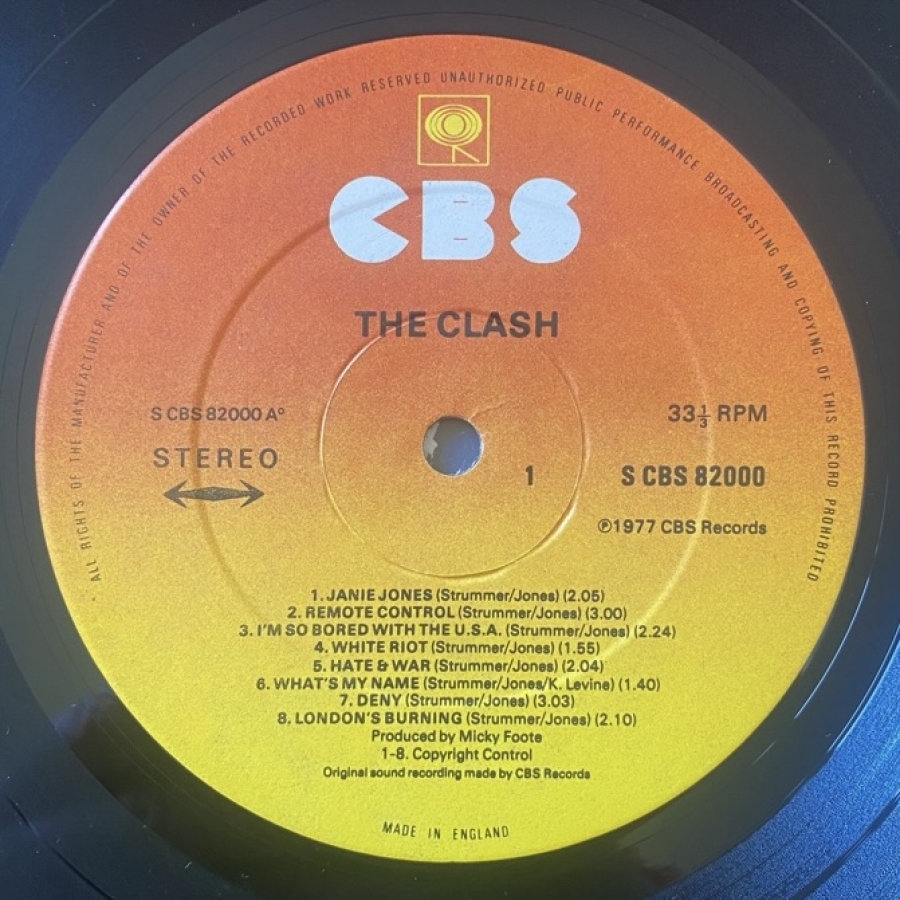 ALL RIGHTS OF THE MANUFACTURER AND OF THE OWNER OF THE RECORDED WORK RESERVED UNAUTHORIZED PUBLIC PERFORMANCE BROADCASTING AND COPYING OF THIS RECORD PROHIBITED
CBS
THE CLASH
S CBS 82000 A°
33⅓ RPM
STEREO
1
S CBS 82000
℗1977 CBS Records
1. JANIE JONES (Strummer/Jones) (2.05)
2. REMOTE CONTROL (Strummer/Jones) (3.00)
3. I'M SO BORED WITH THE U.S.A. (Strummer/Jones) (2.24)
4. WHITE RIOT (Strummer/Jones) (1.55)
5. HATE & WAR (Strummer/Jones) (2.04)
6. WHAT'S MY NAME (Strummer/Jones/K. Levine) (1.40)
7. DENY (Strummer/Jones) (3.03)
8. LONDON'S BURNING (Strummer/Jones) (2.10)
Produced by Micky Foote
1-8. Copyright Control
Original sound recording made by CBS Records
MADE IN ENGLAND